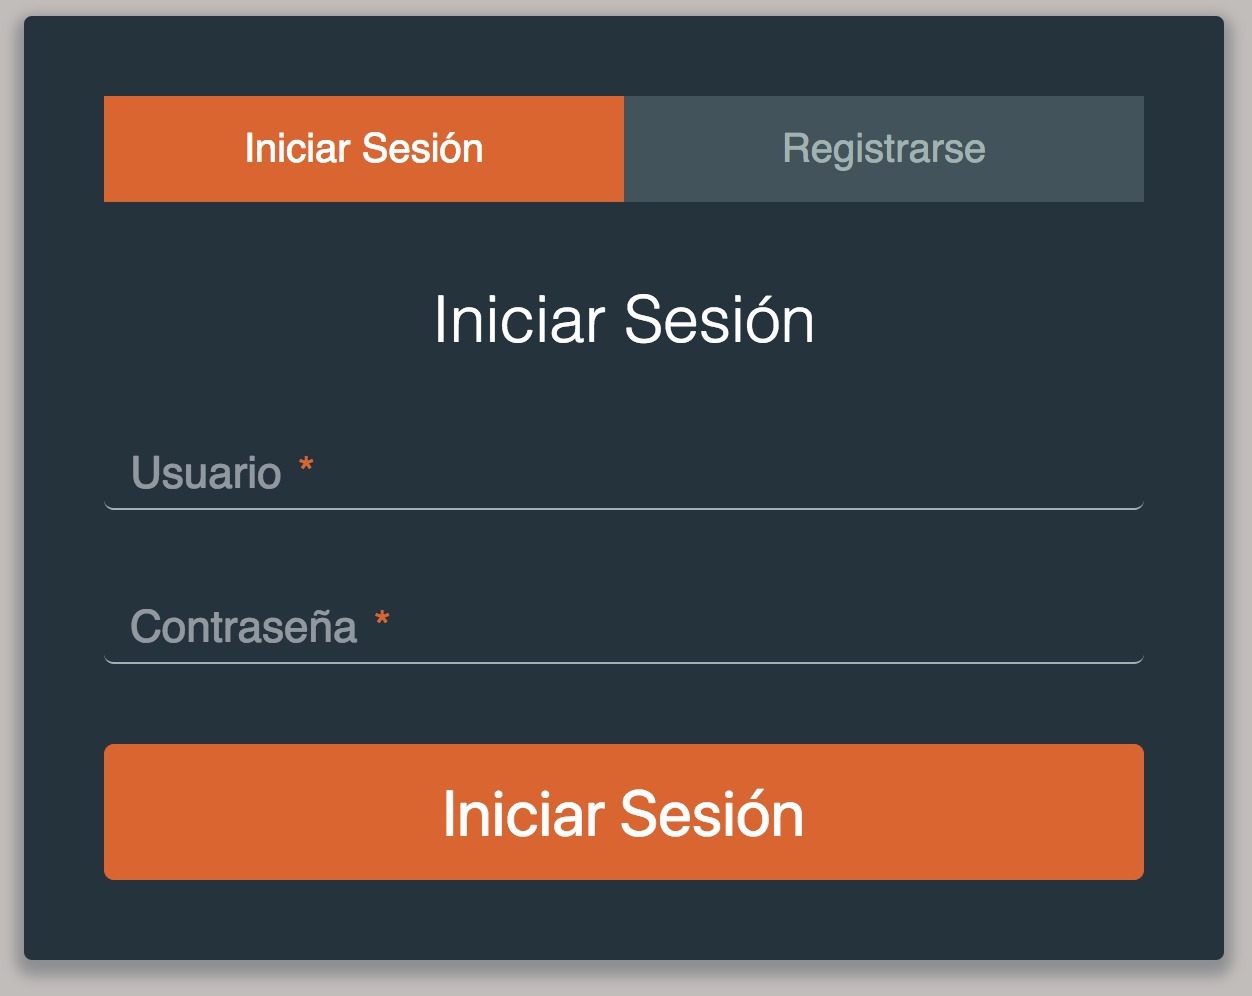 Iniciar Sesión
Registrarse
Iniciar Sesión
Usuario *
Contraseña *
Iniciar Sesión